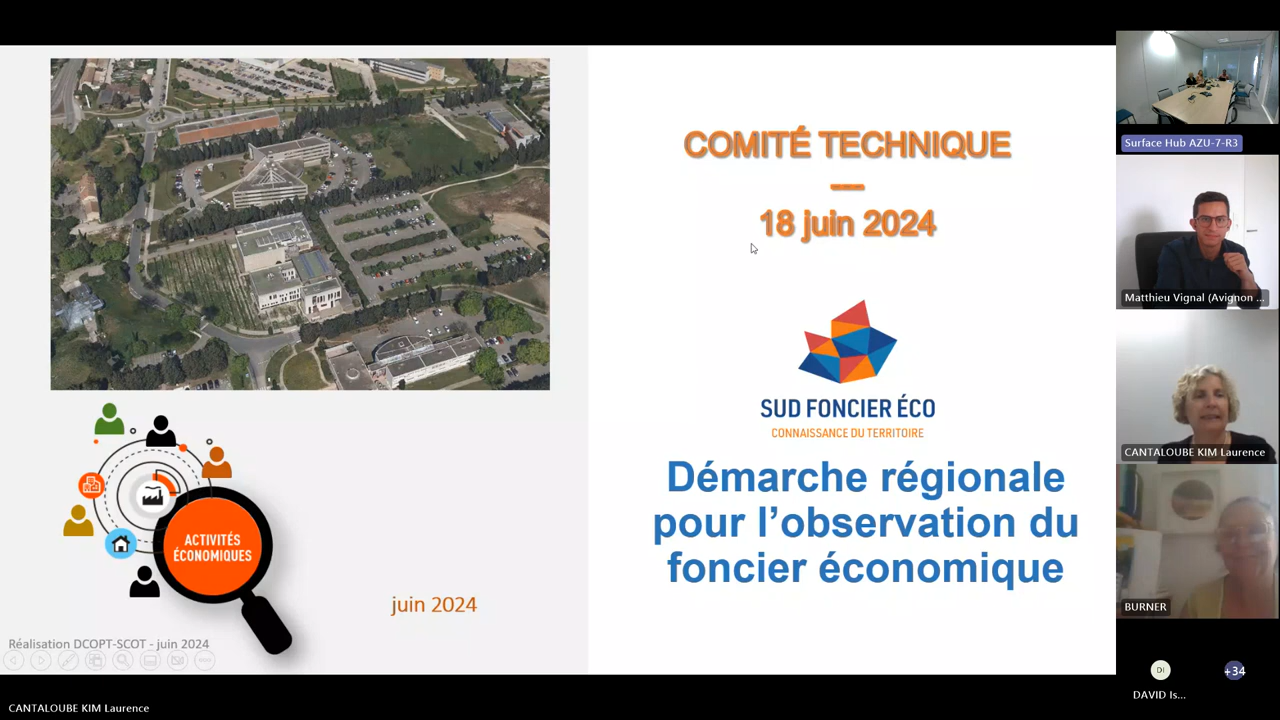 COMITÉ TECHNIQUE
18 juin 2024
SUD FONCIER ÉCO
CONNAISSANCE DU TERRITOIRE
Démarche régionale
pour l’observation du
foncier économique
ACTIVITÉS
ÉCONOMIQUES
juin 2024
Réalisation DCOPT-SCOT - juin 2024
Surface Hub AZU-7-R3
Matthieu Vignal (Avignon ...
CANTALOUBE KIM Laurence
BURNER
DI
+34
DAVID Is...
CANTALOUBE KIM Laurence